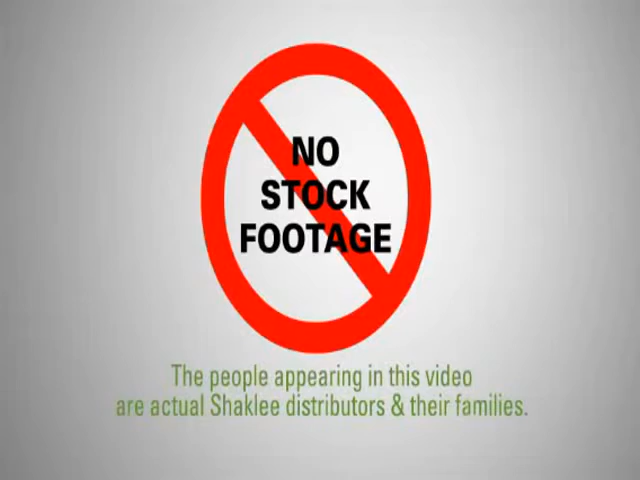 NO
STOCK
FOOTAGE
The people appearing in this video
are actual Shaklee distributors & their families.